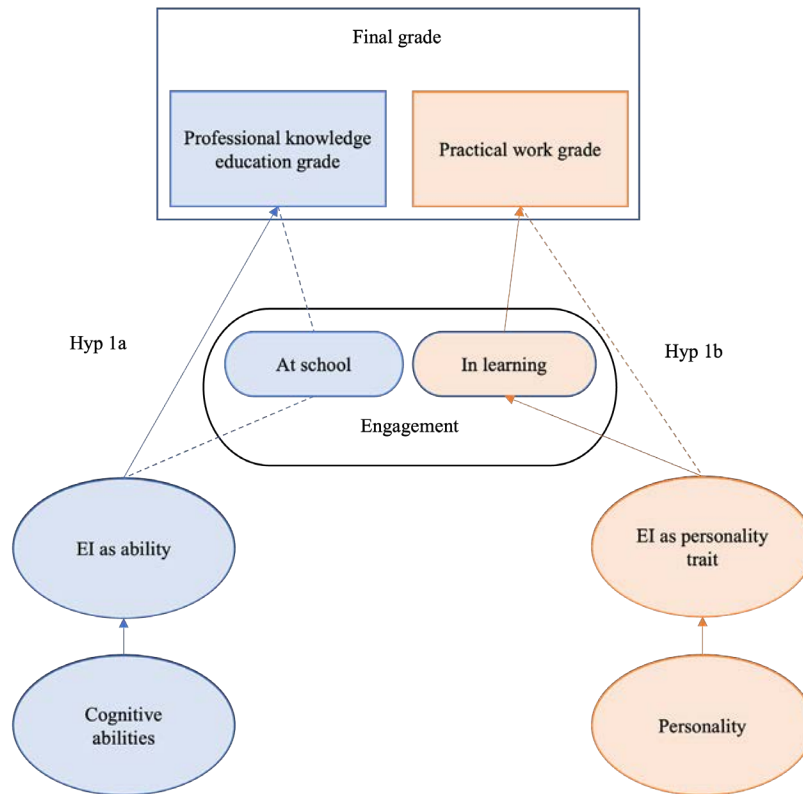 Final grade
Professional knowledge
education grade
Practical work grade
Hyp 1a
Hyp 1b
At school
In learning
Engagement
EI as ability
EI as personality
trait
Cognitive
abilities
Personality